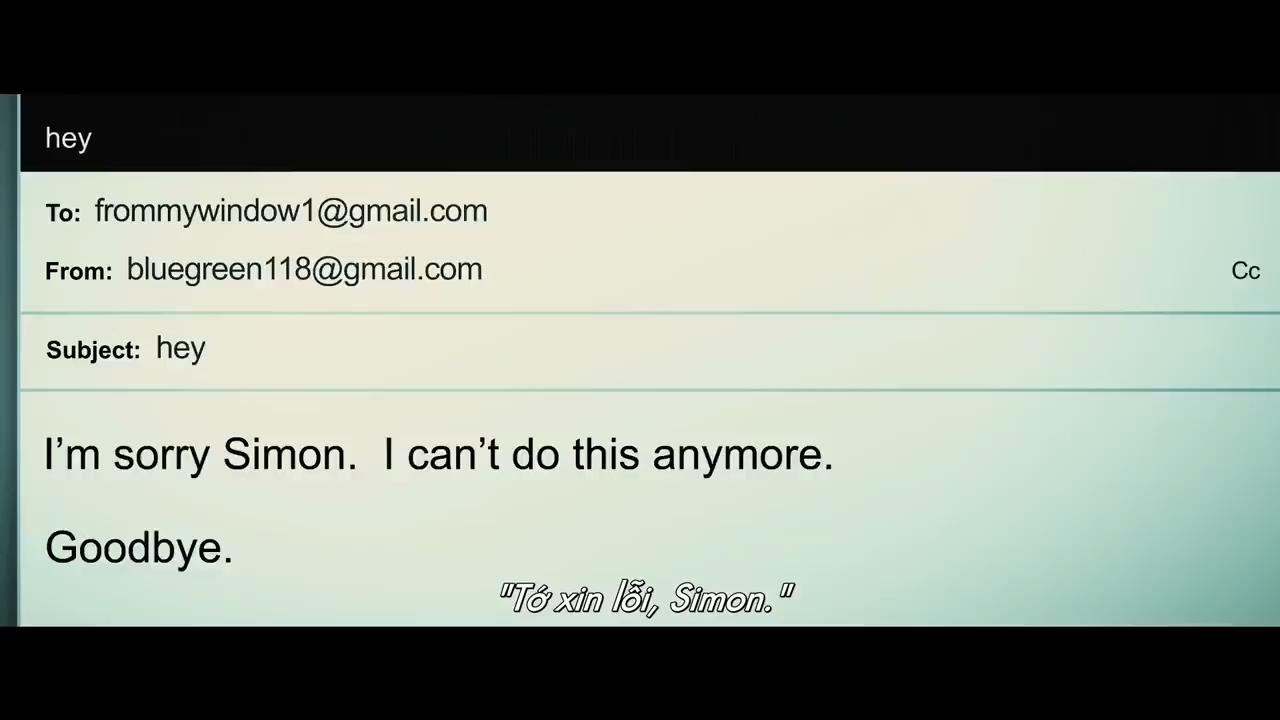 hey
To: frommywindow1@gmail.com
From: bluegreen118@gmail.com
Cc
Subject: hey
I’m sorry Simon.  I can’t do this anymore.
Goodbye.
"Tớ xin lỗi, Simon."